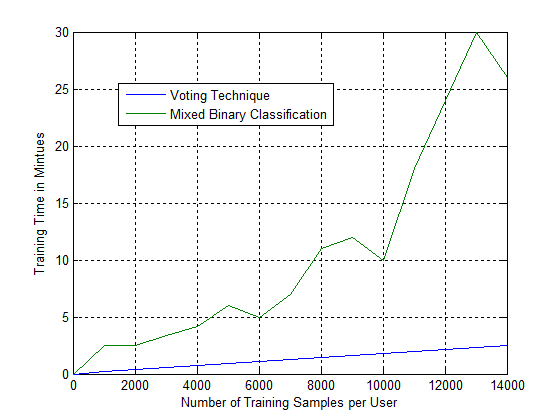 30
25
20
15
10
5
0
Training Time in Mintues
Voting Technique
Mixed Binary Classification
0 2000 4000 6000 8000 10000 12000 14000
Number of Training Samples per User